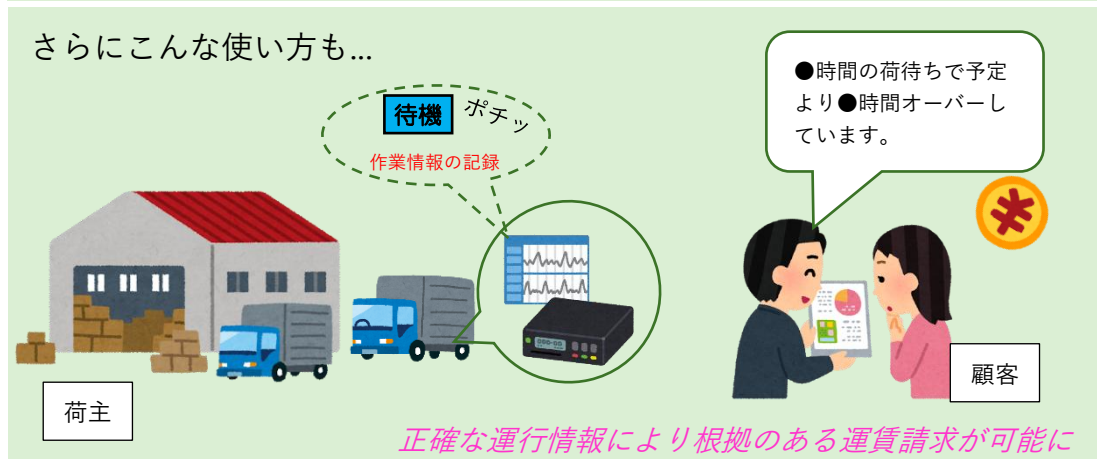 さらにこんな使い方も...
待機
ポチッ
作業情報の記録
●時間の荷待ちで予定
より●時間オーバーし
ています。
荷主
顧客
正確な運行情報により根拠のある運賃請求が可能に